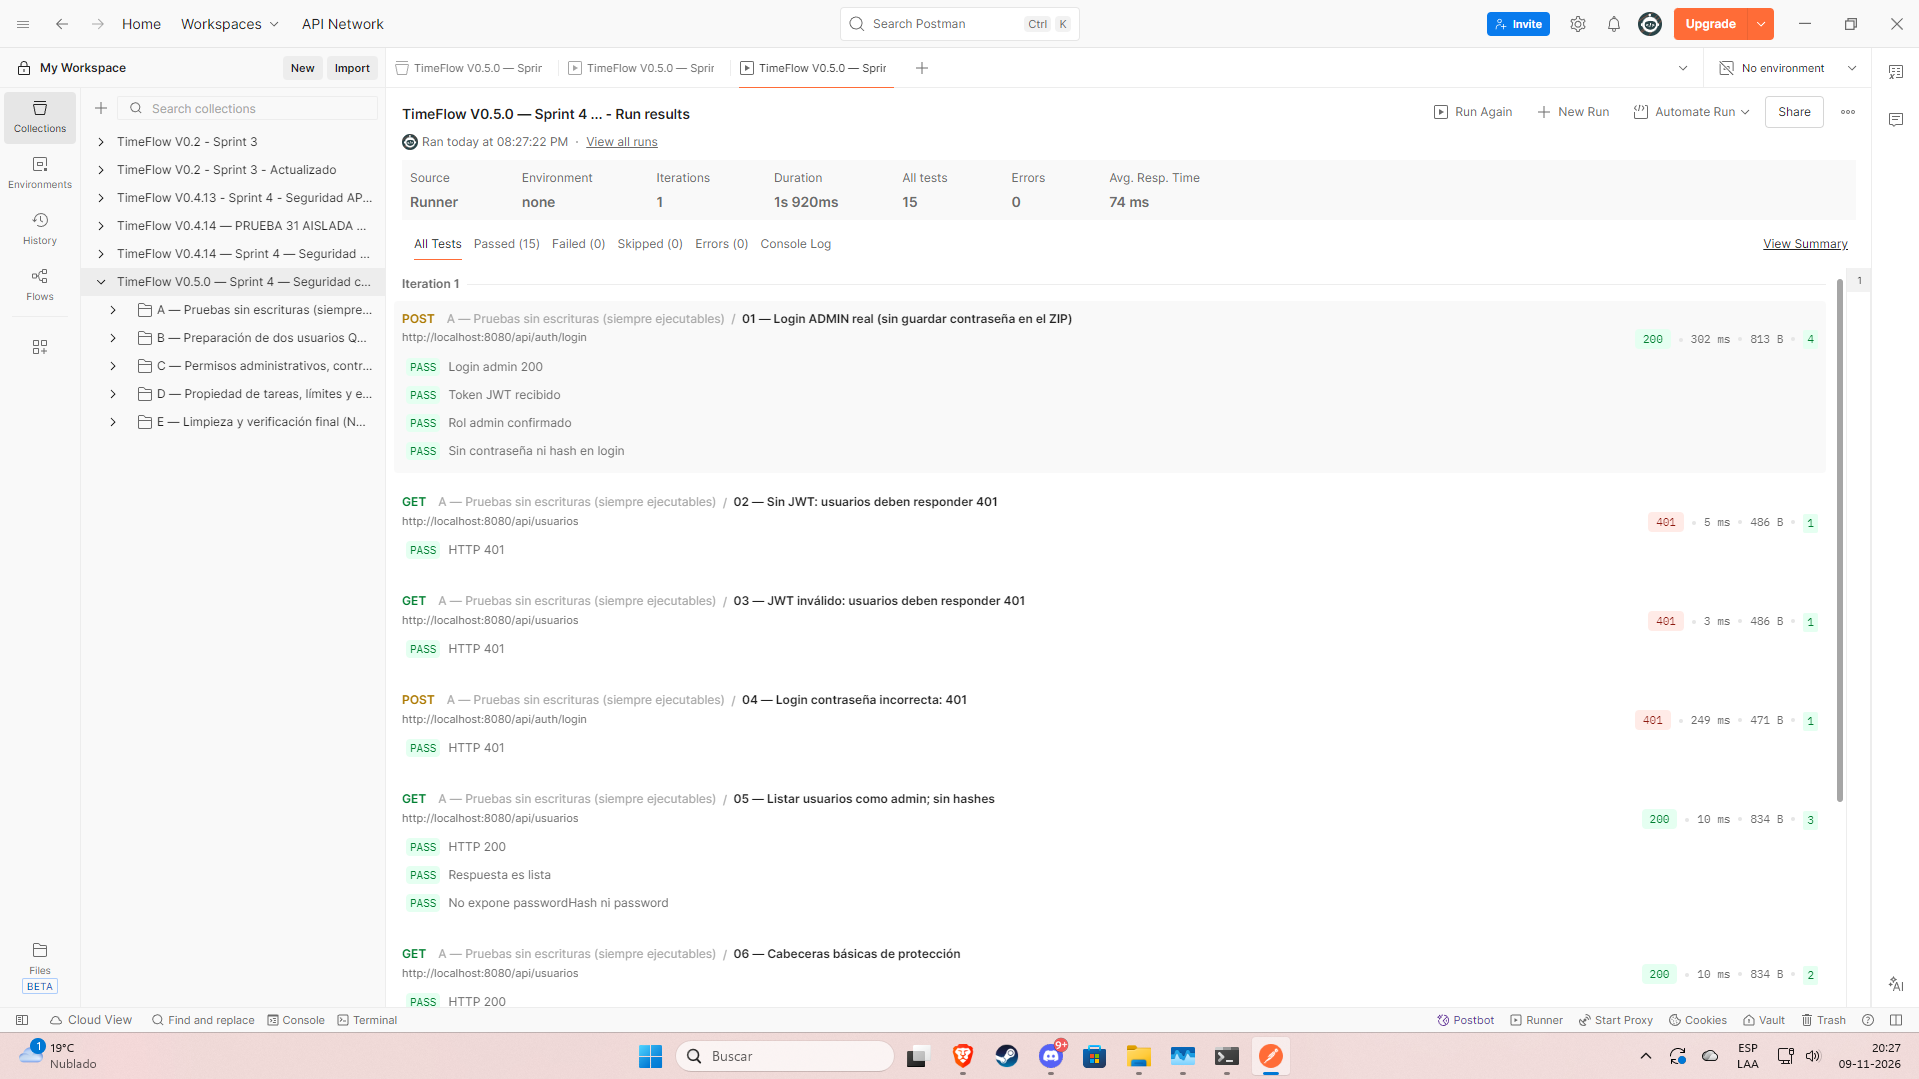 Home
Workspaces
API Network
Search Postman
Ctrl K
Invite
Upgrade
My Workspace
New
Import
TimeFlow V0.5.0 — Sprir
TimeFlow V0.5.0 — Sprir
TimeFlow V0.5.0 — Sprir
No environment
Collections
Environments
History
Flows
Files
BETA
Search collections
TimeFlow V0.2 - Sprint 3
TimeFlow V0.2 - Sprint 3 - Actualizado
TimeFlow V0.4.13 - Sprint 4 - Seguridad AP...
TimeFlow V0.4.14 — PRUEBA 31 AISLADA ...
TimeFlow V0.4.14 — Sprint 4 — Seguridad ...
TimeFlow V0.5.0 — Sprint 4 — Seguridad c...
A — Pruebas sin escrituras (siempre...
B — Preparación de dos usuarios Q...
C — Permisos administrativos, contr...
D — Propiedad de tareas, límites y e...
E — Limpieza y verificación final (N...
TimeFlow V0.5.0 — Sprint 4 ... - Run results
Run Again
New Run
Automate Run
Share
Ran today at 08:27:22 PM · View all runs
Source Environment Iterations Duration All tests Errors Avg. Resp. Time
Runner none 1 1s 920ms 15 0 74 ms
All Tests Passed (15) Failed (0) Skipped (0) Errors (0) Console Log
View Summary
Iteration 1
1
POST A — Pruebas sin escrituras (siempre ejecutables) / 01 — Login ADMIN real (sin guardar contraseña en el ZIP)
http://localhost:8080/api/auth/login
200 • 302 ms • 813 B • 4
PASS Login admin 200
PASS Token JWT recibido
PASS Rol admin confirmado
PASS Sin contraseña ni hash en login
GET A — Pruebas sin escrituras (siempre ejecutables) / 02 — Sin JWT: usuarios deben responder 401
http://localhost:8080/api/usuarios
401 • 5 ms • 486 B • 1
PASS HTTP 401
GET A — Pruebas sin escrituras (siempre ejecutables) / 03 — JWT inválido: usuarios deben responder 401
http://localhost:8080/api/usuarios
401 • 3 ms • 486 B • 1
PASS HTTP 401
POST A — Pruebas sin escrituras (siempre ejecutables) / 04 — Login contraseña incorrecta: 401
http://localhost:8080/api/auth/login
401 • 249 ms • 471 B • 1
PASS HTTP 401
GET A — Pruebas sin escrituras (siempre ejecutables) / 05 — Listar usuarios como admin; sin hashes
http://localhost:8080/api/usuarios
200 • 10 ms • 834 B • 3
PASS HTTP 200
PASS Respuesta es lista
PASS No expone passwordHash ni password
GET A — Pruebas sin escrituras (siempre ejecutables) / 06 — Cabeceras básicas de protección
http://localhost:8080/api/usuarios
200 • 10 ms • 834 B • 2
PASS HTTP 200
AI
Cloud View
Find and replace
Console
Terminal
Postbot
Runner
Start Proxy
Cookies
Vault
Trash
1
19°C
Nublado
Buscar
9+
ESP
LAA
20:27
09-11-2026